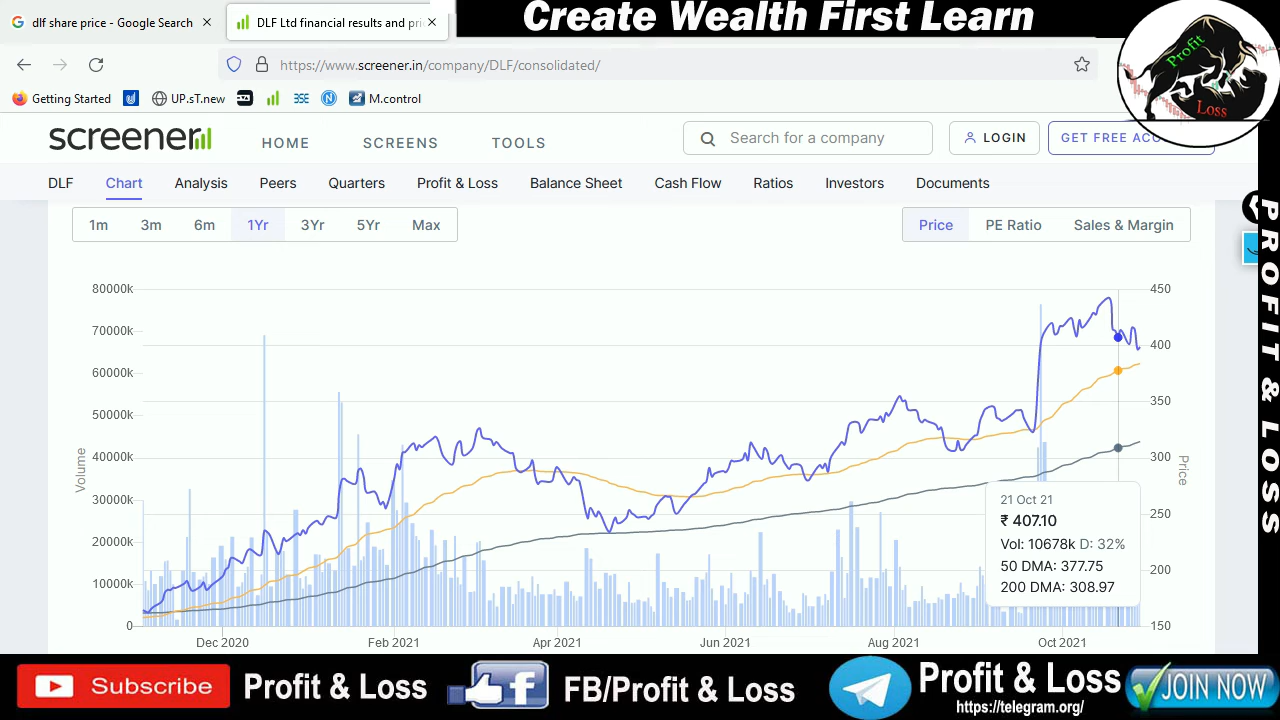 dlf share price - Google Search
DLF Ltd financial results and pri
Create Wealth First Learn
Profit
Loss
https://www.screener.in/company/DLF/consolidated/
Getting Started
UP.sT.new
M.control
screener
HOME
SCREENS
TOOLS
Search for a company
LOGIN
GET FREE ACC
DLF
Chart
Analysis
Peers
Quarters
Profit & Loss
Balance Sheet
Cash Flow
Ratios
Investors
Documents
1m
3m
6m
1Yr
3Yr
5Yr
Max
Price
PE Ratio
Sales & Margin
80000k
70000k
60000k
50000k
40000k
30000k
20000k
10000k
0
Volume
450
400
350
300
250
200
150
Price
21 Oct 21
₹ 407.10
Vol: 10678k D: 32%
50 DMA: 377.75
200 DMA: 308.97
Dec 2020
Feb 2021
Apr 2021
Jun 2021
Aug 2021
Oct 2021
PROFIT & LOSS
Subscribe
Profit & Loss
FB/Profit & Loss
Profit & Loss
https://telegram.org/
JOIN NOW